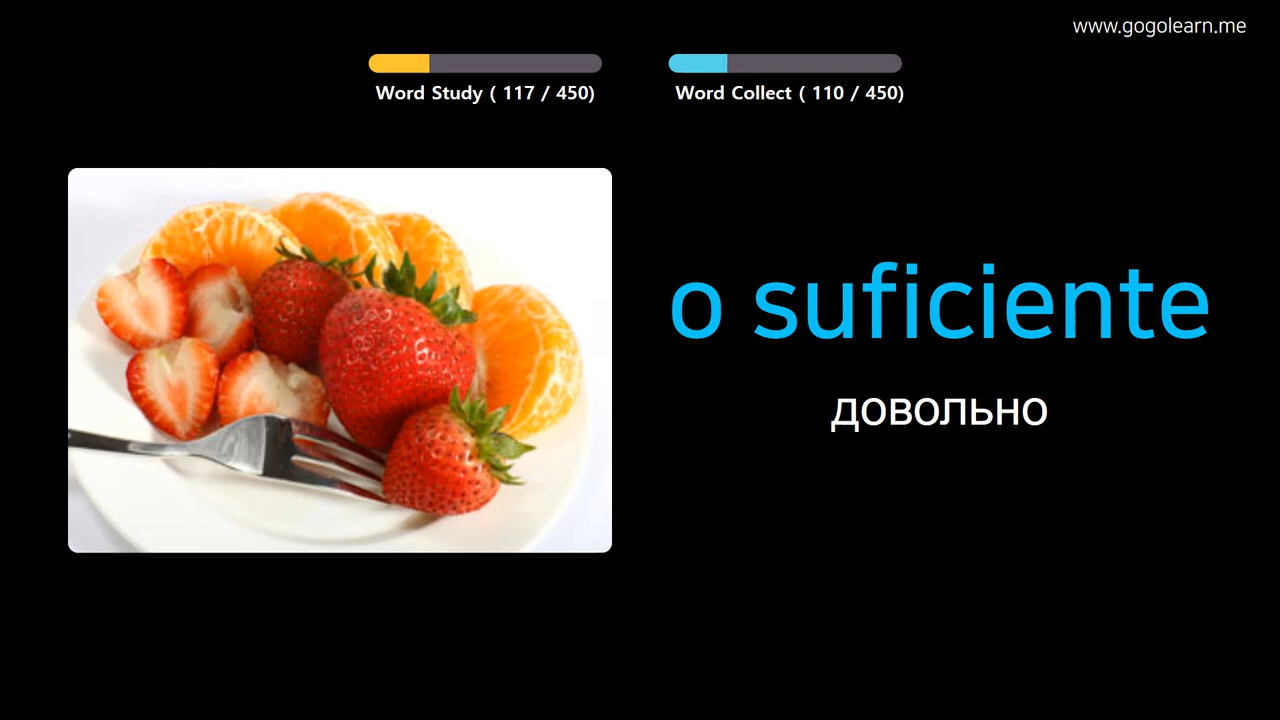 www.gogolearn.me
Word Study ( 117 / 450)
Word Collect ( 110 / 450)
o suficiente
довольно